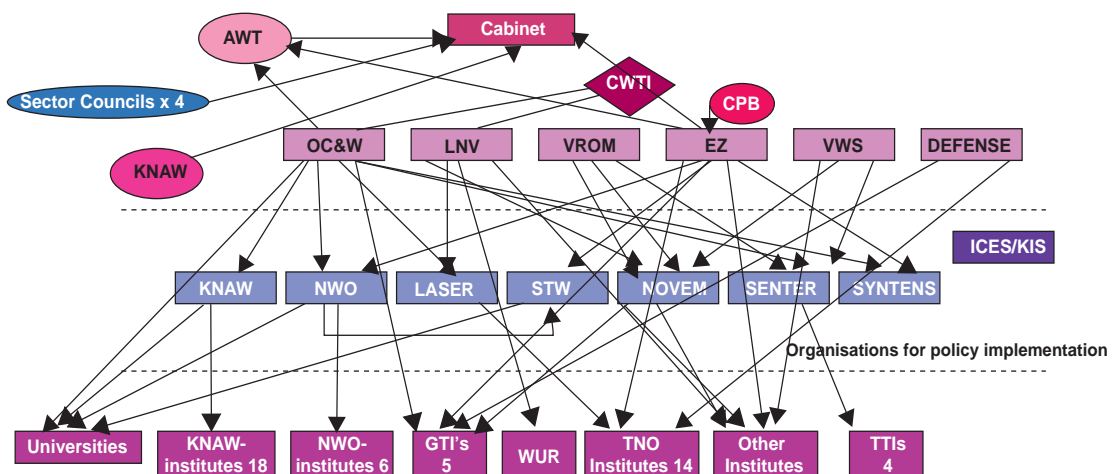 Cabinet
AWT
CWTI
Sector Councils x 4
CPB
OC&W
LNV
VROM
EZ
VWS
DEFENSE
KNAW
ICES/KIS
KNAW
NWO
LASER
STW
NOVEM
SENTER
SYNTENS
Organisations for policy implementation
Universities
KNAW-
institutes 18
NWO-
institutes 6
GTI's
5
WUR
TNO
Institutes 14
Other
Institutes
TTIs
4